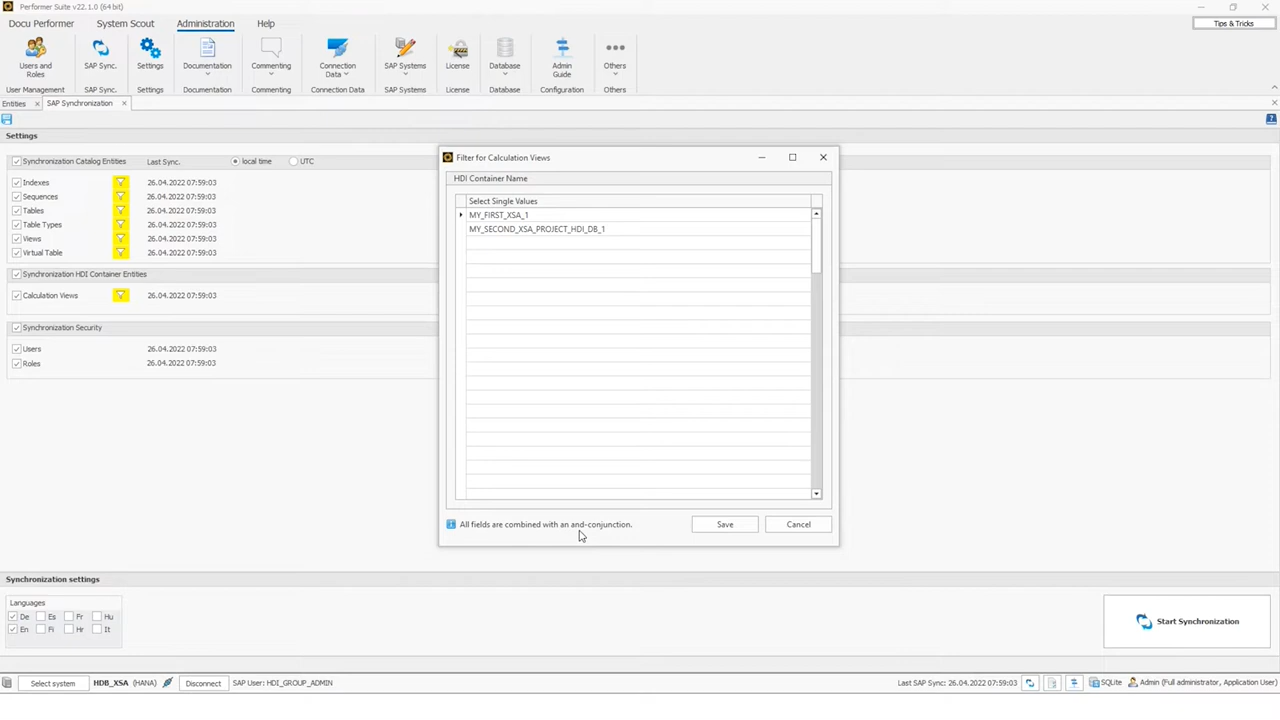 Performer Suite v22.1.0 (64 bit)
Docu Performer System Scout Administration Help
Tips & Tricks
Users and Roles
SAP Sync.
Settings
Documentation
Commenting
Connection Data
SAP Systems
License
Database
Admin Guide
Others
User Management SAP Sync. Settings Documentation Commenting Connection Data SAP Systems License Database Configuration Others
Entities SAP Synchronization
Settings
Synchronization Catalog Entities Last Sync. local time UTC
Indexes 26.04.2022 07:59:03
Sequences 26.04.2022 07:59:03
Tables 26.04.2022 07:59:03
Table Types 26.04.2022 07:59:03
Views 26.04.2022 07:59:03
Virtual Table 26.04.2022 07:59:03
Synchronization HDI Container Entities
Calculation Views 26.04.2022 07:59:03
Synchronization Security
Users 26.04.2022 07:59:03
Roles 26.04.2022 07:59:03
Filter for Calculation Views
HDI Container Name
Select Single Values
MY_FIRST_XSA_1
MY_SECOND_XSA_PROJECT_HDI_DB_1
All fields are combined with an and-conjunction.
Save Cancel
Synchronization settings
Languages
De Es Fr Hu
En Fi Hr It
Start Synchronization
Select system HDB_XSA (HANA) Disconnect SAP User: HDI_GROUP_ADMIN Last SAP Sync: 26.04.2022 07:59:03 SQLite Admin (Full administrator, Application User)